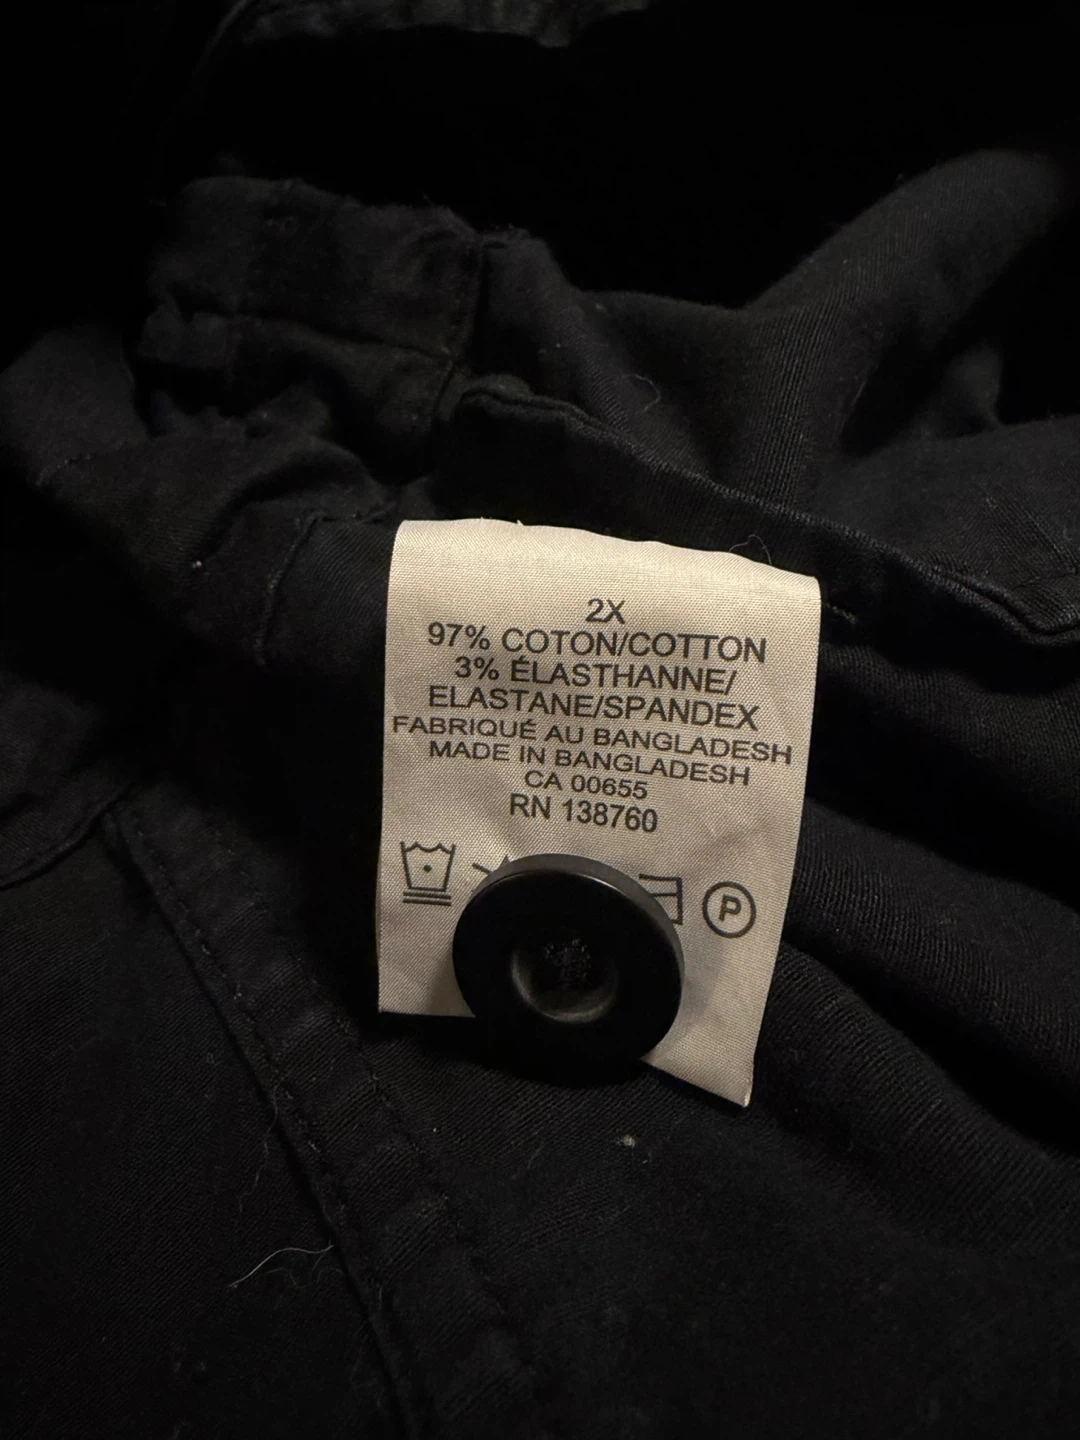 2X
97% COTON/COTTON
3% ÉLASTHANNE/
ELASTANE/SPANDEX
FABRIQUÉ AU BANGLADESH
MADE IN BANGLADESH
CA 00655
RN 138760
P